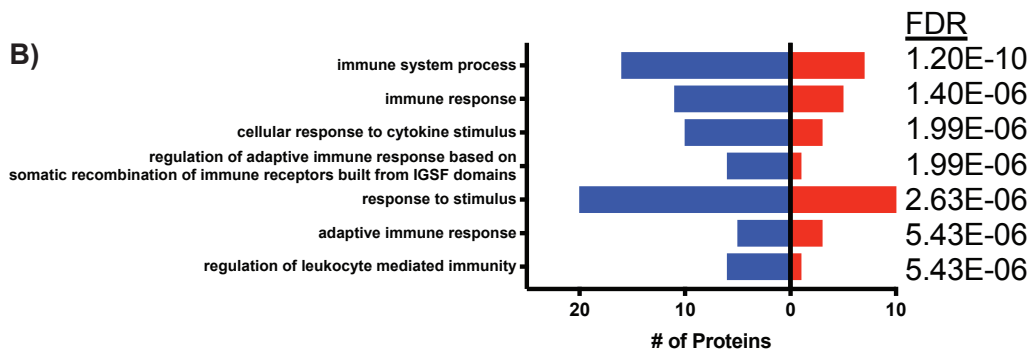 B)
FDR
immune system process 1.20E-10
immune response 1.40E-06
cellular response to cytokine stimulus 1.99E-06
regulation of adaptive immune response based on
somatic recombination of immune receptors built from IGSF domains 1.99E-06
response to stimulus 2.63E-06
adaptive immune response 5.43E-06
regulation of leukocyte mediated immunity 5.43E-06
20 10 0 10
# of Proteins